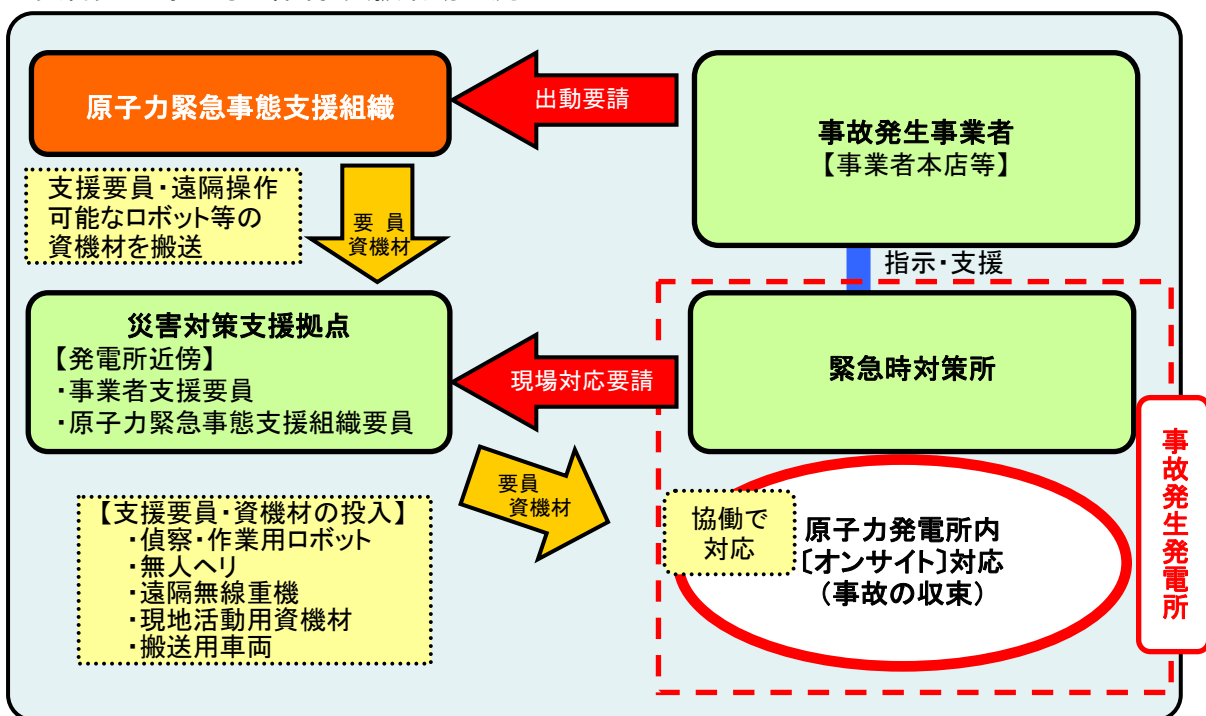 原子力緊急事態支援組織
出動要請
事故発生事業者
【事業者本店等】
支援要員・遠隔操作
可能なロボット等の
資機材を搬送
要 員
資機材
指示・支援
災害対策支援拠点
【発電所近傍】
・事業者支援要員
・原子力緊急事態支援組織要員
現場対応要請
緊急時対策所
事故発生発電所
要員
資機材
【支援要員・資機材の投入】
・偵察・作業用ロボット
・無人ヘリ
・遠隔無線重機
・現地活動用資機材
・搬送用車両
協働で
対応
原子力発電所内
〔オンサイト〕対応
（事故の収束）